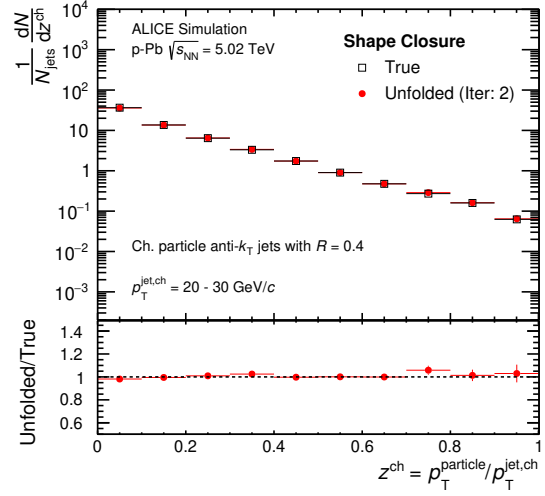 1/N_jets dN/dz^ch
10^4
10^3
10^2
10
1
10^−1
10^−2
10^−3
ALICE Simulation
p-Pb √s_NN = 5.02 TeV
Shape Closure
True
Unfolded (Iter: 2)
Ch. particle anti-k_T jets with R = 0.4
p_T^jet,ch = 20 - 30 GeV/c
Unfolded/True
1.4
1.2
1.0
0.8
0.6
0 0.2 0.4 0.6 0.8 1
z^ch = p_T^particle/p_T^jet,ch